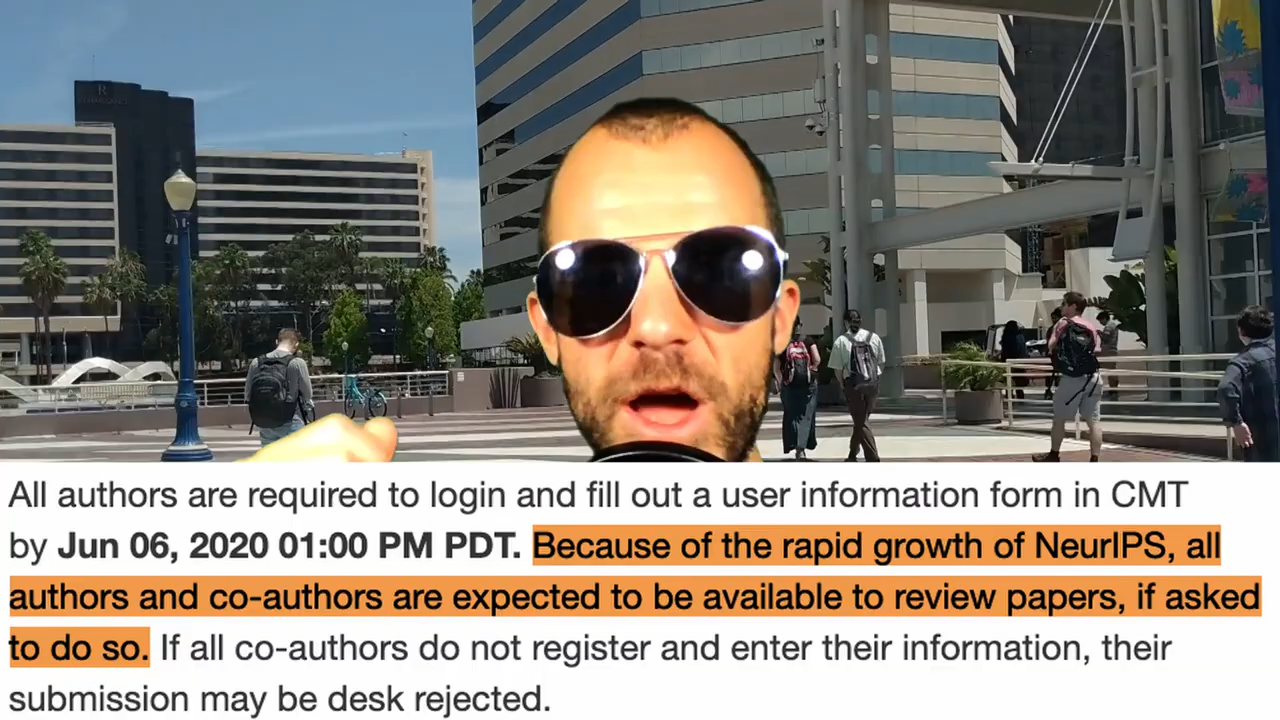 R
RENAISSANCE
All authors are required to login and fill out a user information form in CMT
by Jun 06, 2020 01:00 PM PDT. Because of the rapid growth of NeurIPS, all
authors and co-authors are expected to be available to review papers, if asked
to do so. If all co-authors do not register and enter their information, their
submission may be desk rejected.